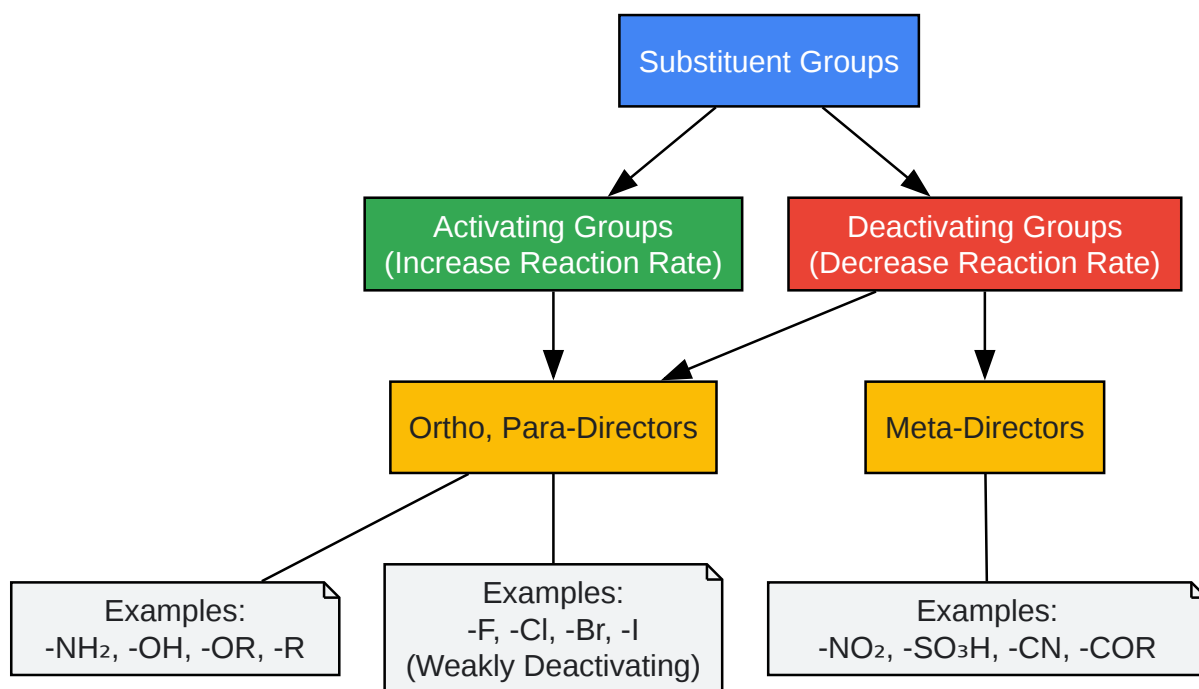 Substituent Groups
Activating Groups
(Increase Reaction Rate)
Deactivating Groups
(Decrease Reaction Rate)
Ortho, Para-Directors
Meta-Directors
Examples:
-NH₂, -OH, -OR, -R
Examples:
-F, -Cl, -Br, -I
(Weakly Deactivating)
Examples:
-NO₂, -SO₃H, -CN, -COR